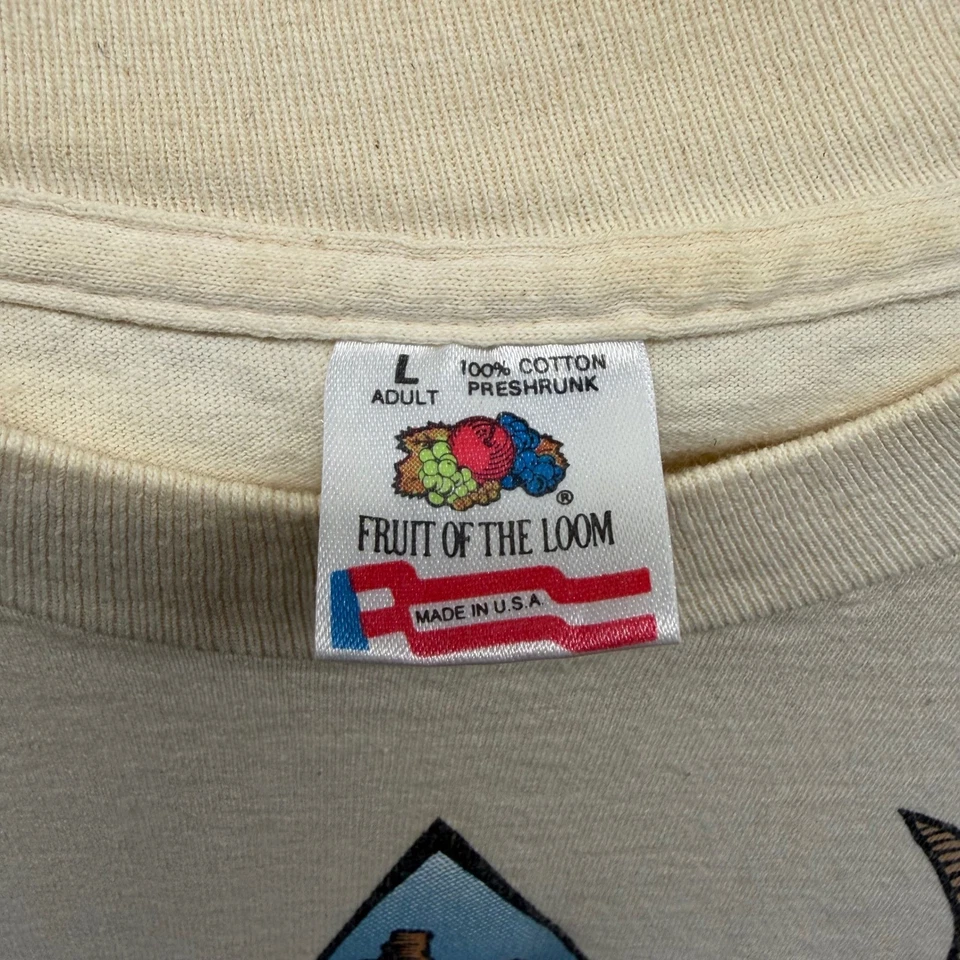 L 100% COTTON
ADULT PRESHRUNK
®
FRUIT OF THE LOOM
MADE IN U.S.A.